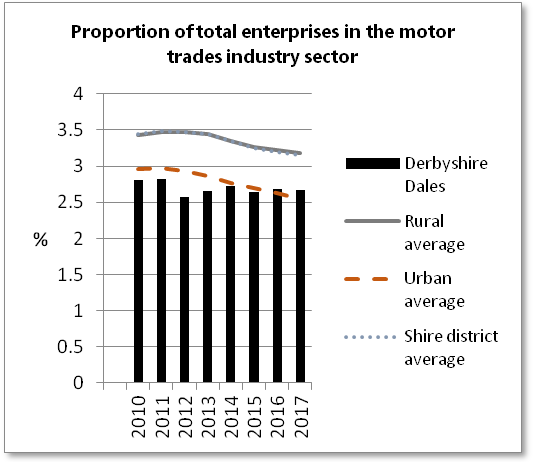 Proportion of total enterprises in the motor
trades industry sector
4
3.5
3
2.5
2
1.5
1
0.5
0
%
2010
2011
2012
2013
2014
2015
2016
2017
Derbyshire
Dales
Rural
average
Urban
average
Shire district
average